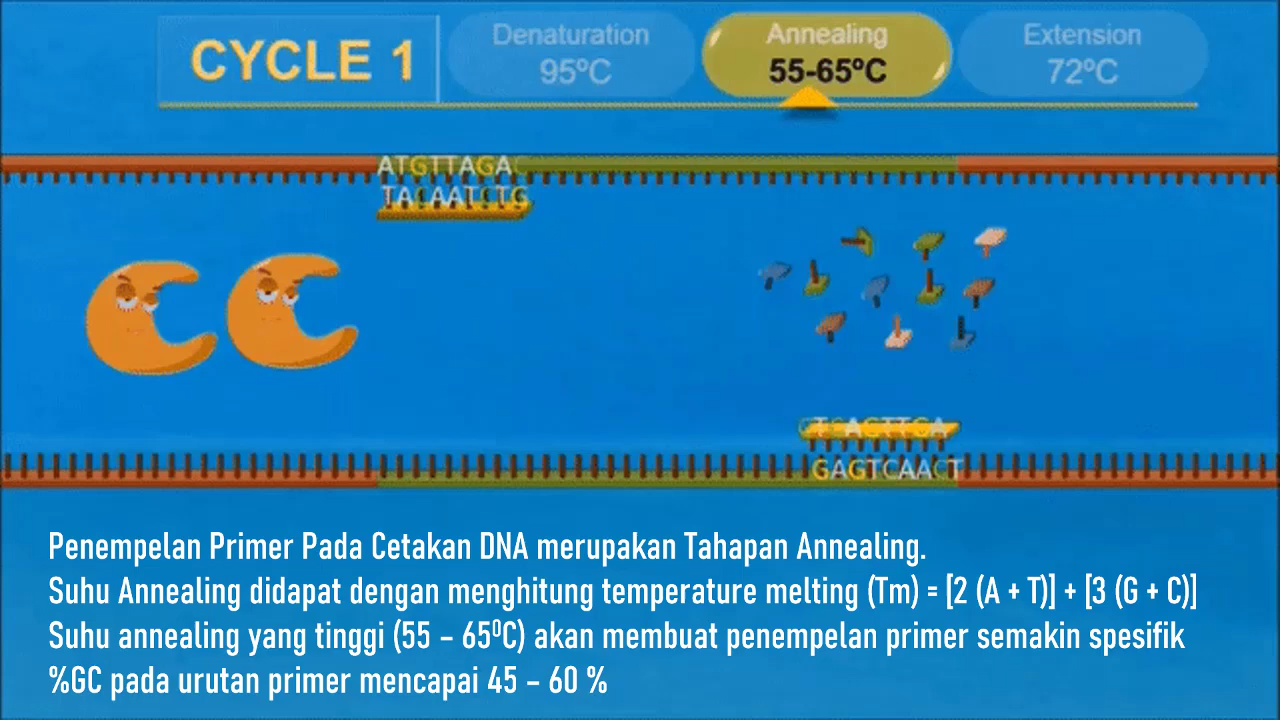 CYCLE 1
Denaturation
95ºC
Annealing
55-65ºC
Extension
72ºC
ATGTTAGAC
TACAATCTG
CTCAGTTGA
GAGTCAACT
Penempelan Primer Pada Cetakan DNA merupakan Tahapan Annealing.
Suhu Annealing didapat dengan menghitung temperature melting (Tm) = [2 (A + T)] + [3 (G + C)]
Suhu annealing yang tinggi (55 – 65⁰C) akan membuat penempelan primer semakin spesifik
%GC pada urutan primer mencapai 45 – 60 %